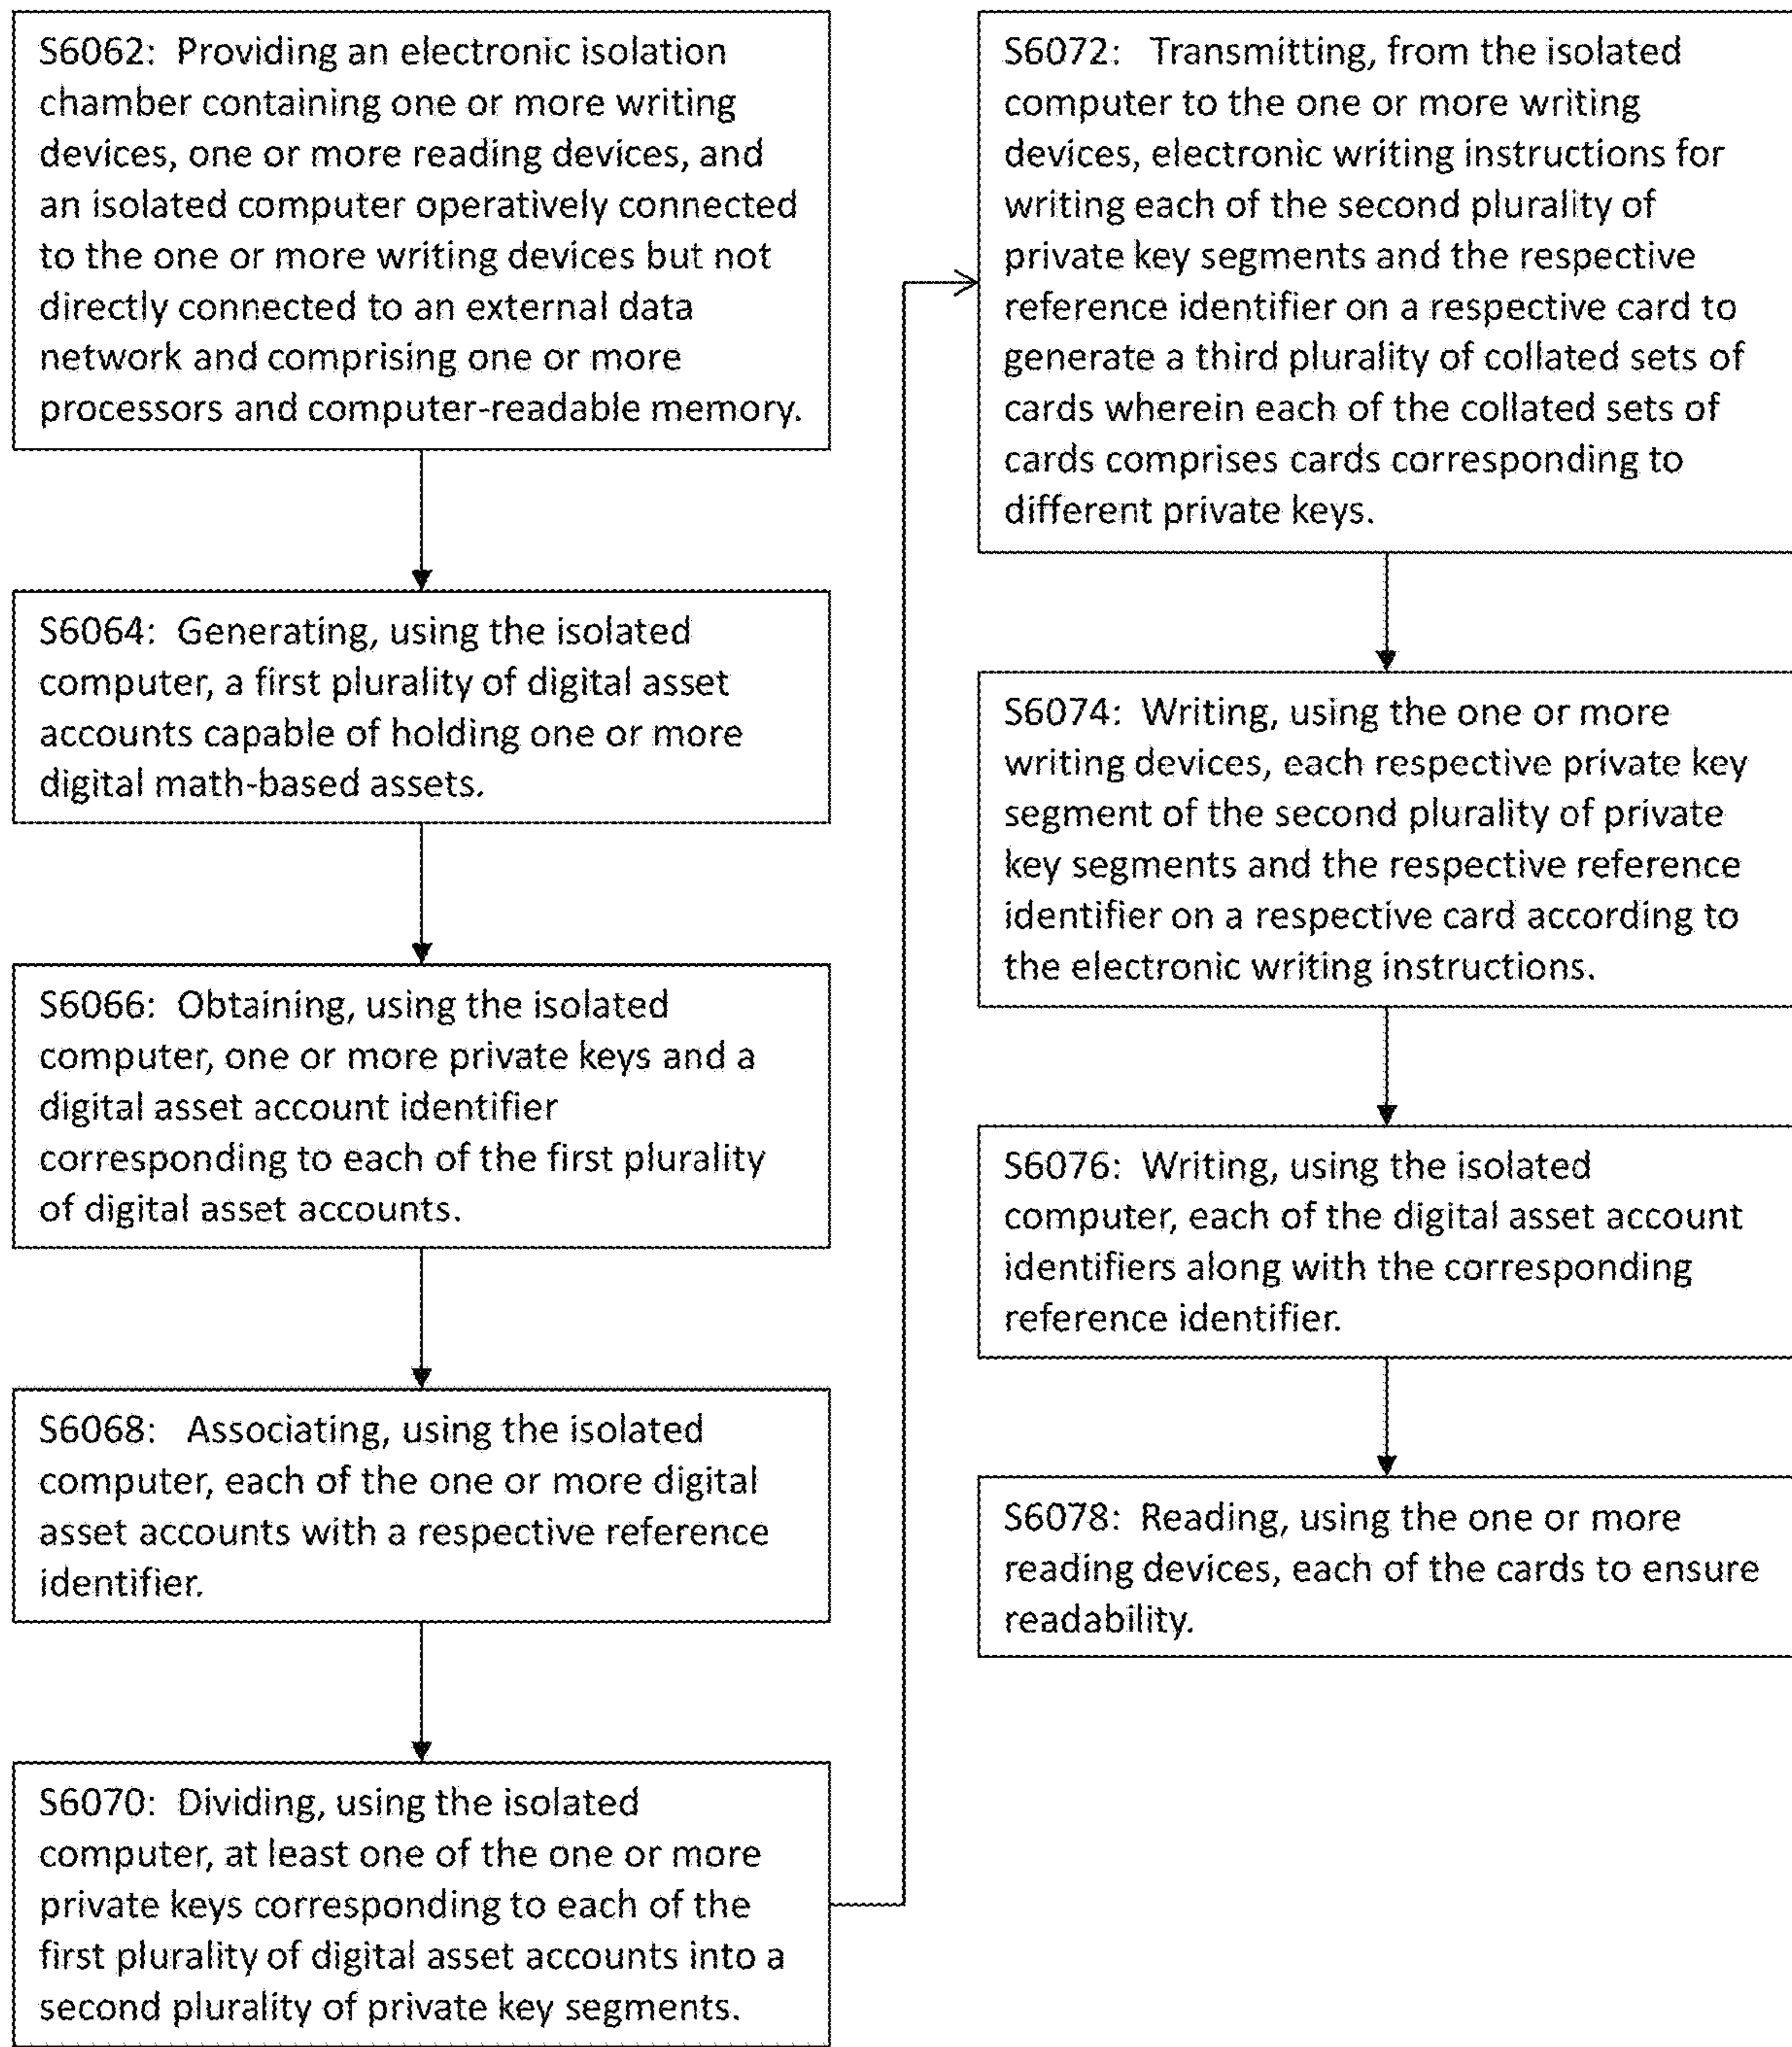 S6062: Providing an electronic isolation
chamber containing one or more writing
devices, one or more reading devices, and
an isolated computer operatively connected
to the one or more writing devices but not
directly connected to an external data
network and comprising one or more
processors and computer-readable memory.
S6064: Generating, using the isolated
computer, a first plurality of digital asset
accounts capable of holding one or more
digital math-based assets.
S6066: Obtaining, using the isolated
computer, one or more private keys and a
digital asset account identifier
corresponding to each of the first plurality
of digital asset accounts.
S6068: Associating, using the isolated
computer, each of the one or more digital
asset accounts with a respective reference
identifier.
S6070: Dividing, using the isolated
computer, at least one of the one or more
private keys corresponding to each of the
first plurality of digital asset accounts into a
second plurality of private key segments.
S6072: Transmitting, from the isolated
computer to the one or more writing
devices, electronic writing instructions for
writing each of the second plurality of
private key segments and the respective
reference identifier on a respective card to
generate a third plurality of collated sets of
cards wherein each of the collated sets of
cards comprises cards corresponding to
different private keys.
S6074: Writing, using the one or more
writing devices, each respective private key
segment of the second plurality of private
key segments and the respective reference
identifier on a respective card according to
the electronic writing instructions.
S6076: Writing, using the isolated
computer, each of the digital asset account
identifiers along with the corresponding
reference identifier.
S6078: Reading, using the one or more
reading devices, each of the cards to ensure
readability.